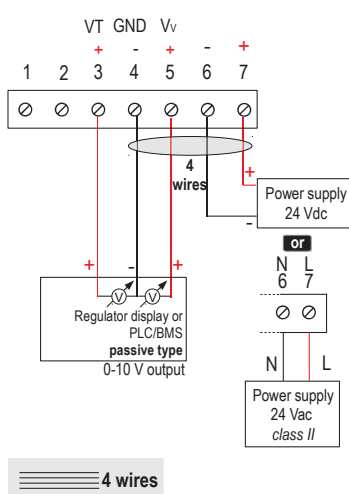 VT GND Vv
+ - + - +
1 2 3 4 5 6 7
4
wires
+
Power supply
24 Vdc
-
or
N L
6 7
+ - +
V V
Regulator display or
PLC/BMS
passive type
0-10 V output
N L
Power supply
24 Vac
class II
4 wires